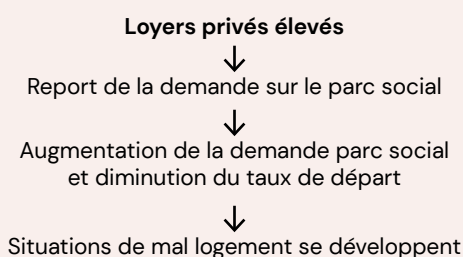 Loyers privés élevés
Report de la demande sur le parc social
Augmentation de la demande parc social
et diminution du taux de départ
Situations de mal logement se développent